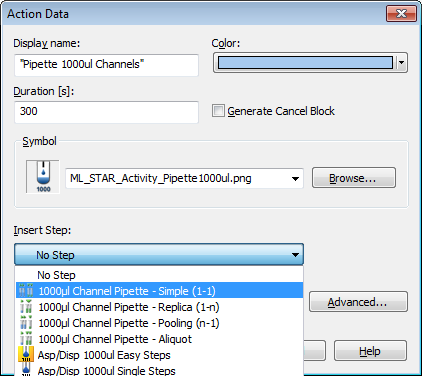 Action Data
Display name:
Color:
"Pipette 1000ul Channels"
Duration [s]:
300
Generate Cancel Block
Symbol
1000
ML_STAR_Activity_Pipette1000ul.png
Browse...
Insert Step:
No Step
No Step
1000µl Channel Pipette - Simple (1-1)
1000µl Channel Pipette - Replica (1-n)
Advanced...
1000µl Channel Pipette - Pooling (n-1)
1000µl Channel Pipette - Aliquot
Asp/Disp 1000ul Easy Steps
Help
Asp/Disp 1000ul Single Steps